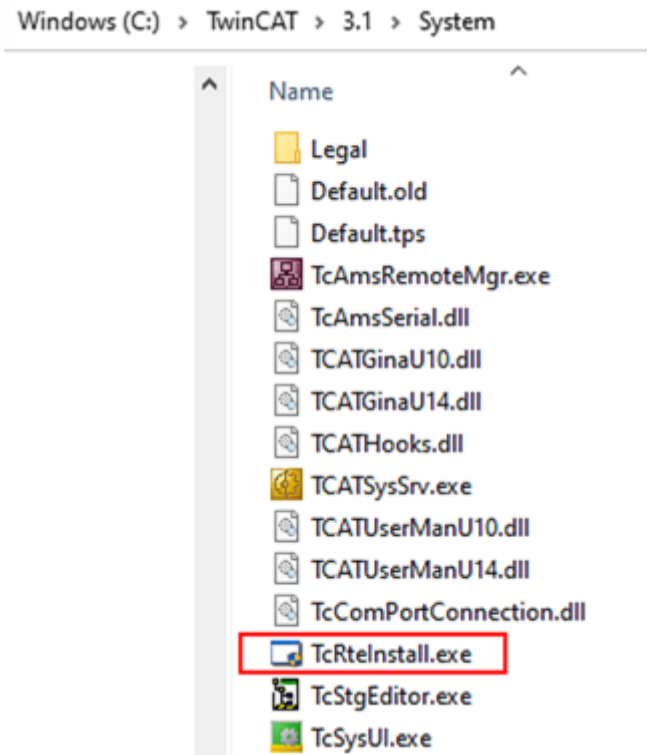 Windows (C:) > TwinCAT > 3.1 > System
Name
Legal
Default.old
Default.tps
TcAmsRemoteMgr.exe
TcAmsSerial.dll
TCATGinaU10.dll
TCATGinaU14.dll
TCATHooks.dll
TCATSysSrv.exe
TCATUserManU10.dll
TCATUserManU14.dll
TcComPortConnection.dll
TcRteInstall.exe
TcStgEditor.exe
TcSysUI.exe